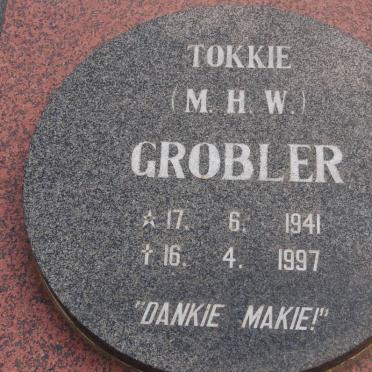 TOKKIE
(M. H. W.)
GROBLER
☆ 17. 6. 1941
† 16. 4. 1997
"DANKIE MAKIE!"